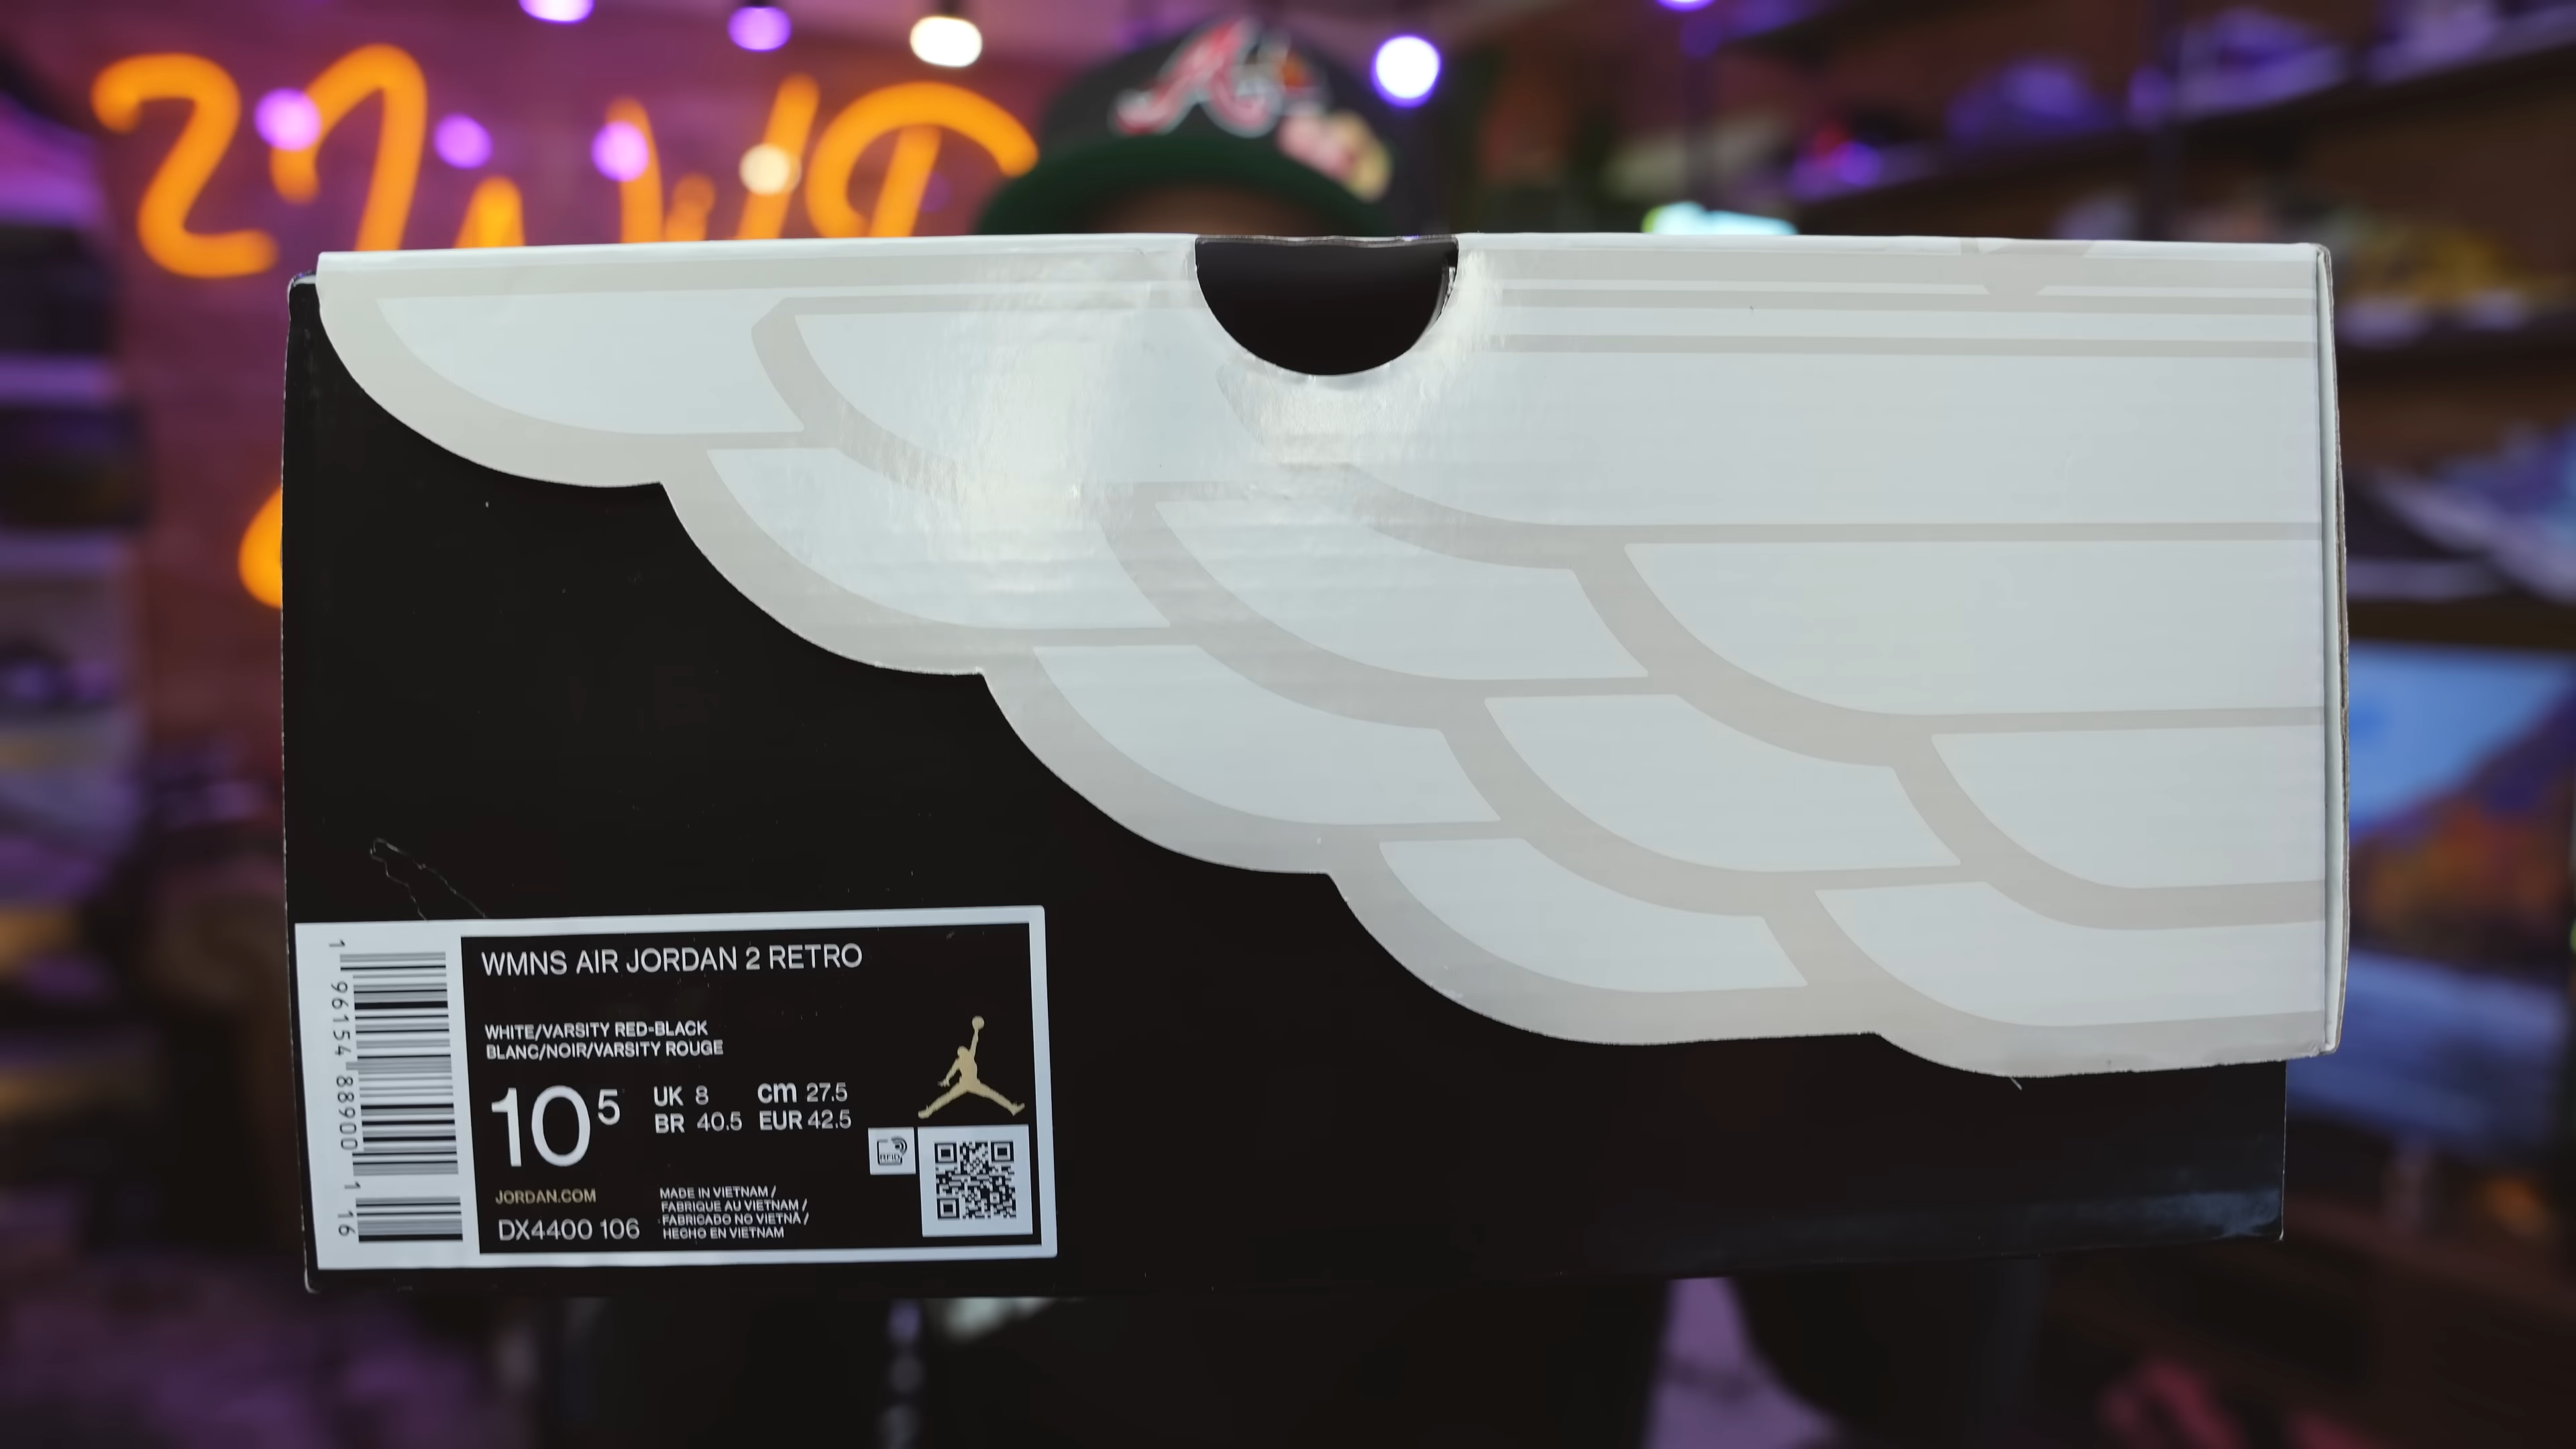 A
WMNS AIR JORDAN 2 RETRO
WHITE/VARSITY RED-BLACK
BLANC/NOIR/VARSITY ROUGE
10⁵
UK 8 cm 27.5
BR 40.5 EUR 42.5
RFID
JORDAN.COM
DX4400 106
MADE IN VIETNAM /
FABRIQUE AU VIETNAM /
FABRICADO NO VIETNÃ /
HECHO EN VIETNAM
1 96154 88900 1 16